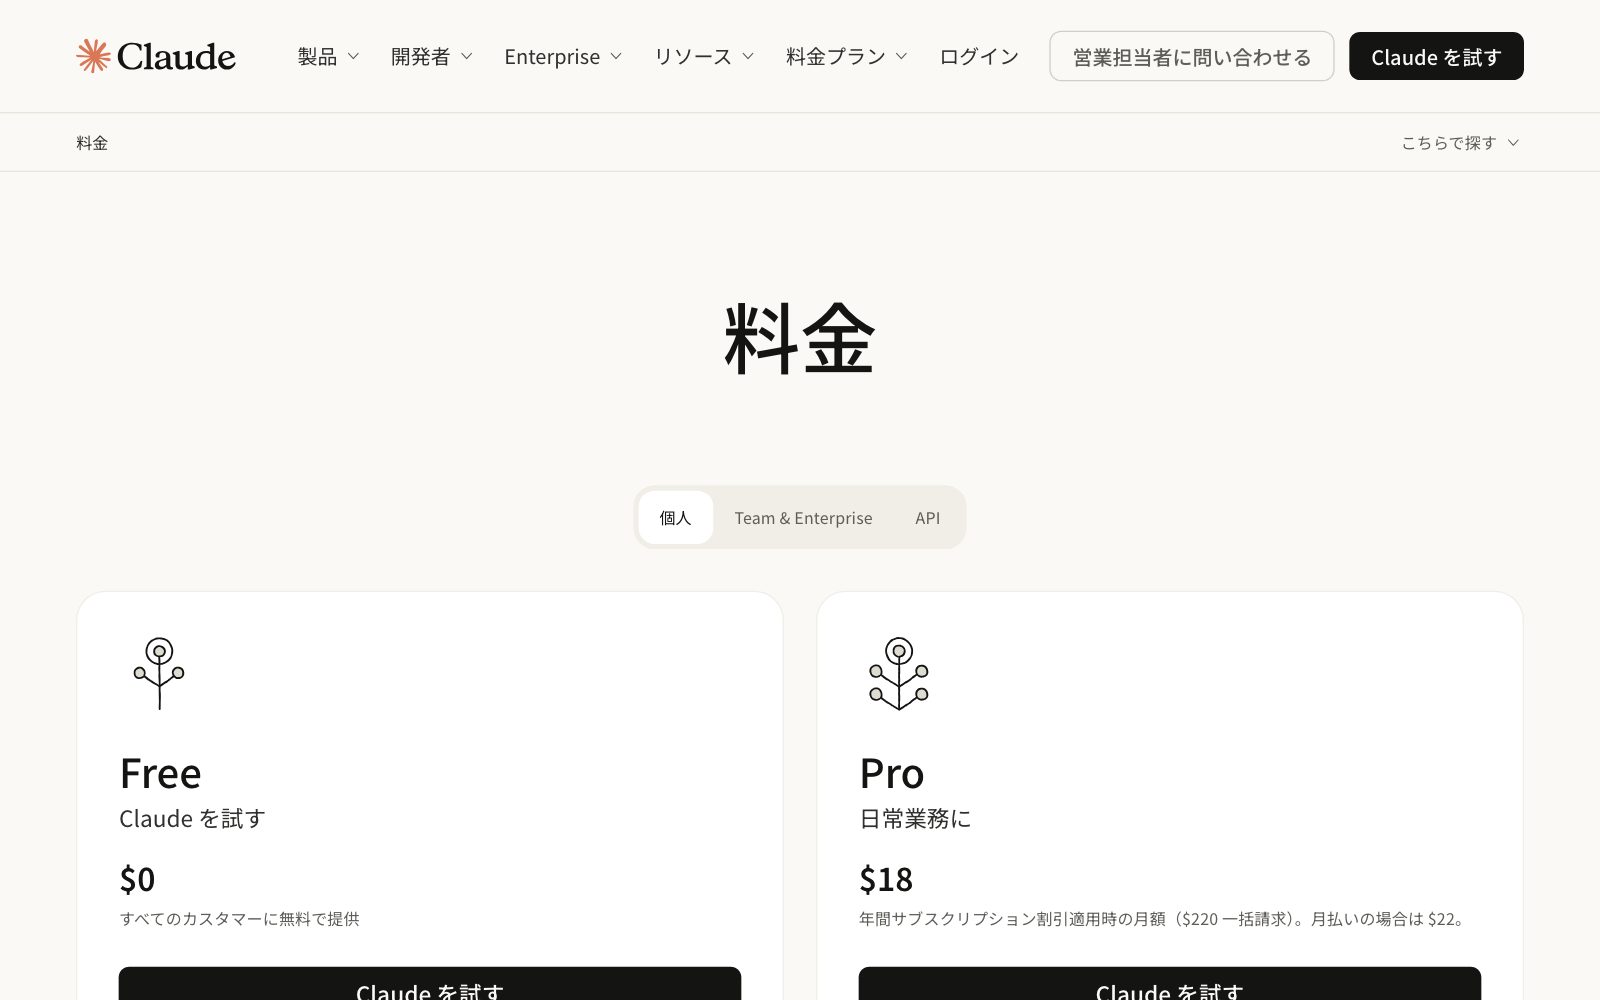 Claude
製品
開発者
Enterprise
リソース
料金プラン
ログイン
営業担当者に問い合わせる
Claude を試す
料金
こちらで探す
料金
個人
Team & Enterprise
API
Free
Claude を試す
$0
すべてのカスタマーに無料で提供
Claude を試す
Pro
日常業務に
$18
年間サブスクリプション割引適用時の月額（$220 一括請求）。月払いの場合は $22。
Claude を試す